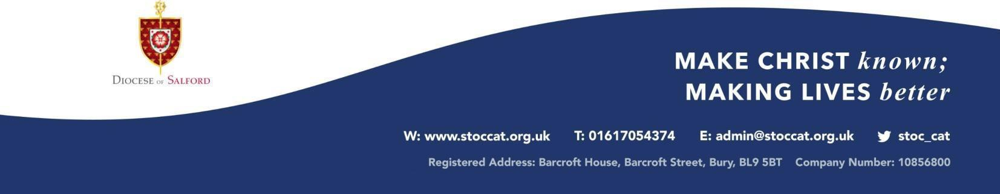 DIOCESE OF SALFORD
MAKE CHRIST known;
MAKING LIVES better
W: www.stoccat.org.uk T: 01617054374 E: admin@stoccat.org.uk stoc_cat
Registered Address: Barcroft House, Barcroft Street, Bury, BL9 5BT Company Number: 10856800